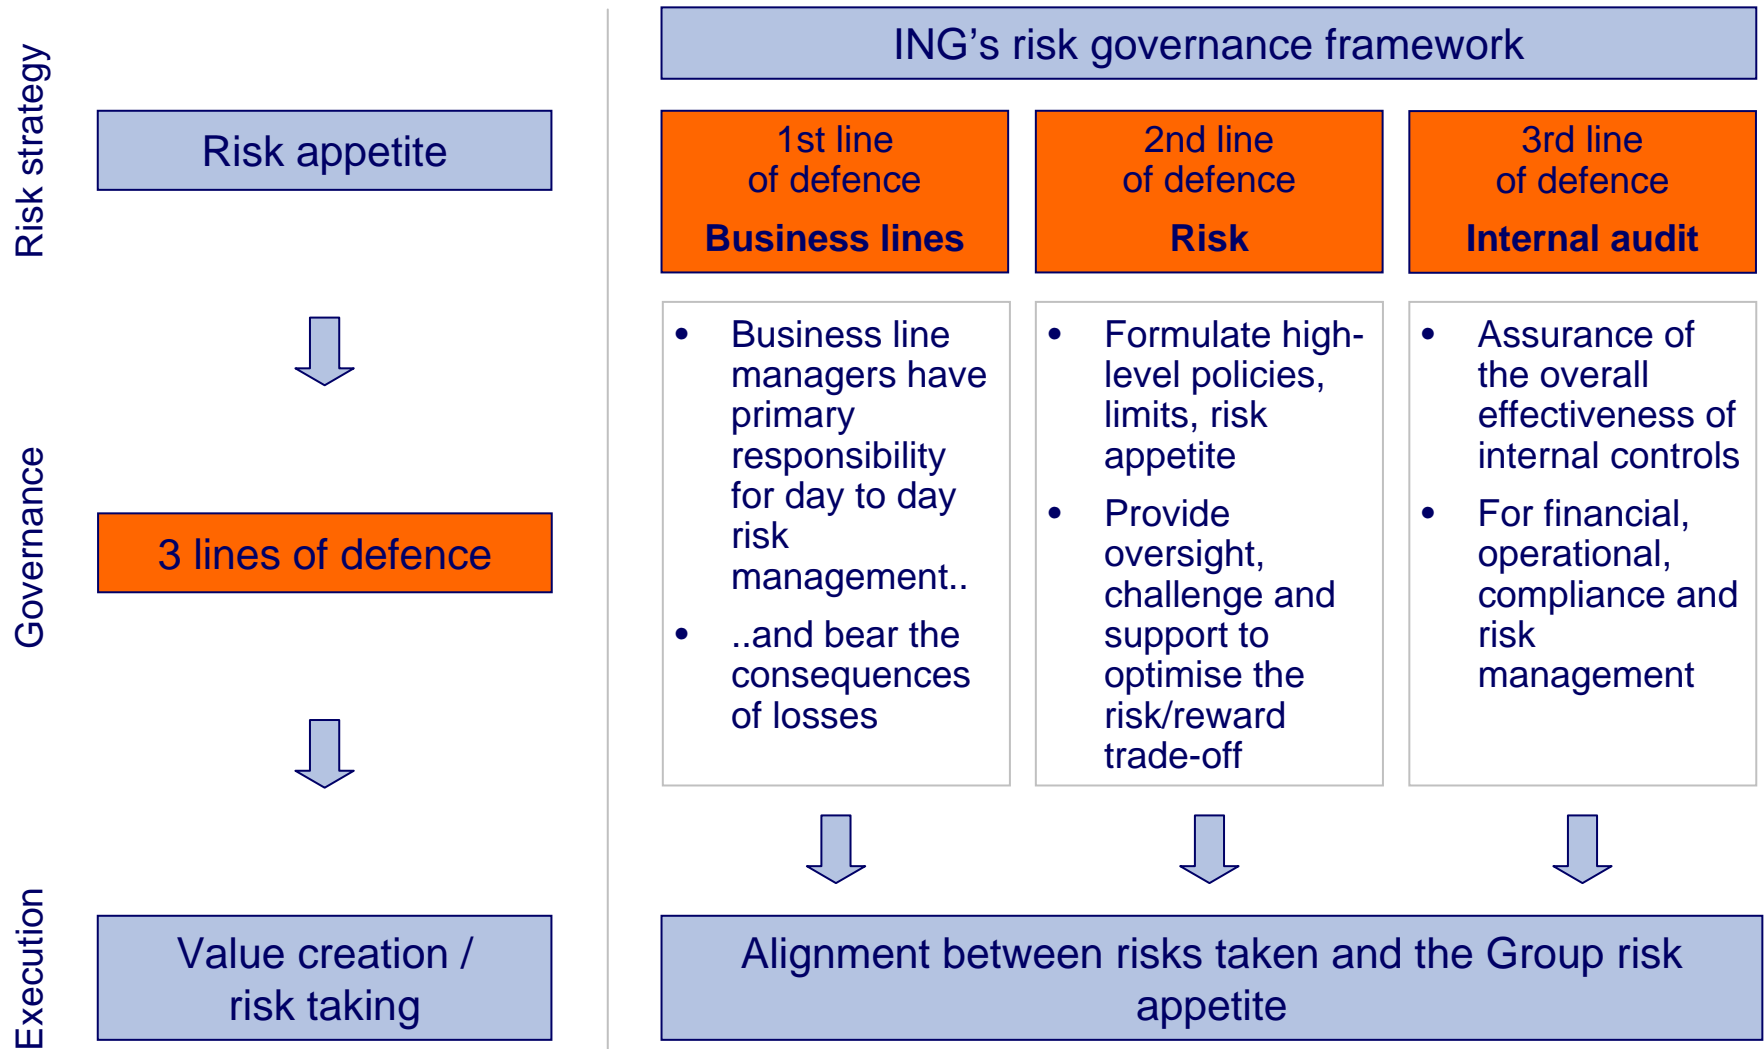 Risk strategy
Risk appetite
Governance
3 lines of defence
Execution
Value creation /
risk taking
ING’s risk governance framework
1st line
of defence
Business lines
• Business line
managers have
primary
responsibility
for day to day
risk
management..
• ..and bear the
consequences
of losses
2nd line
of defence
Risk
• Formulate high-
level policies,
limits, risk
appetite
• Provide
oversight,
challenge and
support to
optimise the
risk/reward
trade-off
3rd line
of defence
Internal audit
• Assurance of
the overall
effectiveness of
internal controls
• For financial,
operational,
compliance and
risk
management
Alignment between risks taken and the Group risk
appetite